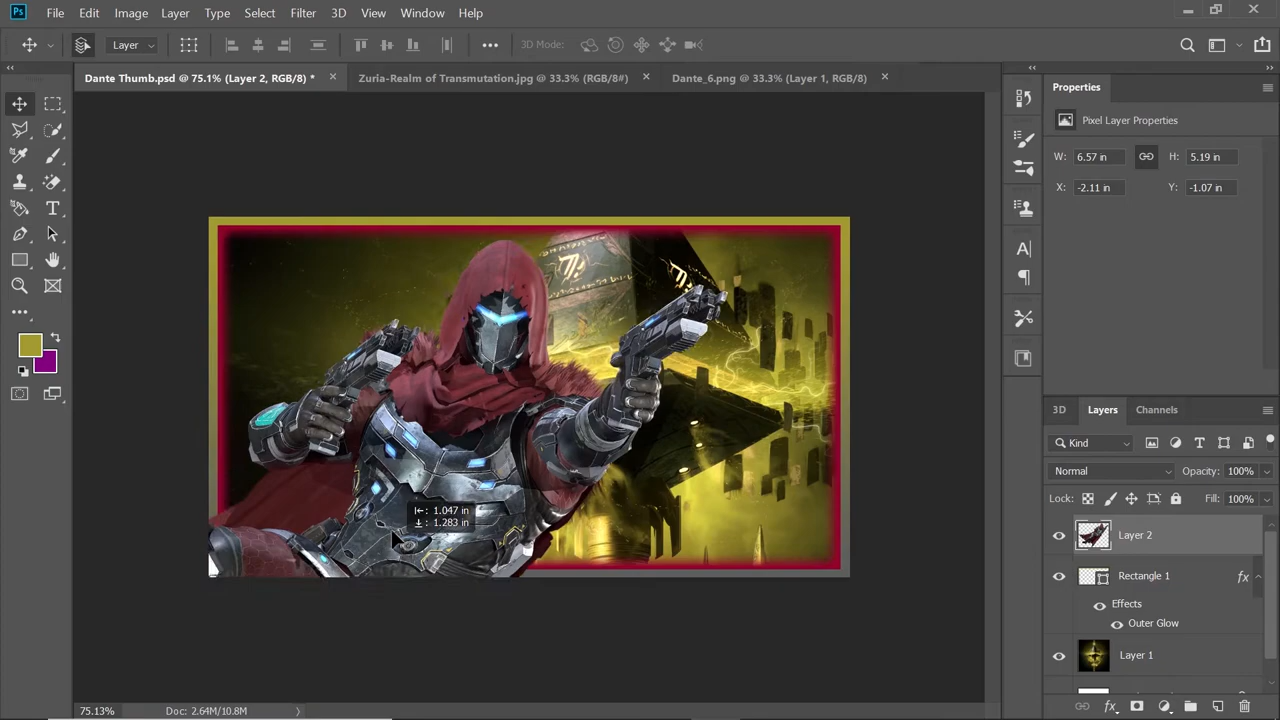 Ps File Edit Image Layer Type Select Filter 3D View Window Help
Layer 3D Mode:
Dante Thumb.psd @ 75.1% (Layer 2, RGB/8) * Zuria-Realm of Transmutation.jpg @ 33.3% (RGB/8#) Dante_6.png @ 33.3% (Layer 1, RGB/8)
Properties
Pixel Layer Properties
W: 6.57 in H: 5.19 in
X: -2.11 in Y: -1.07 in
3D Layers Channels
Kind
Normal Opacity: 100%
Lock: Fill: 100%
Layer 2
Rectangle 1 fx
Effects
Outer Glow
Layer 1
fx
: 1.047 in
: 1.283 in
75.13% Doc: 2.64M/10.8M